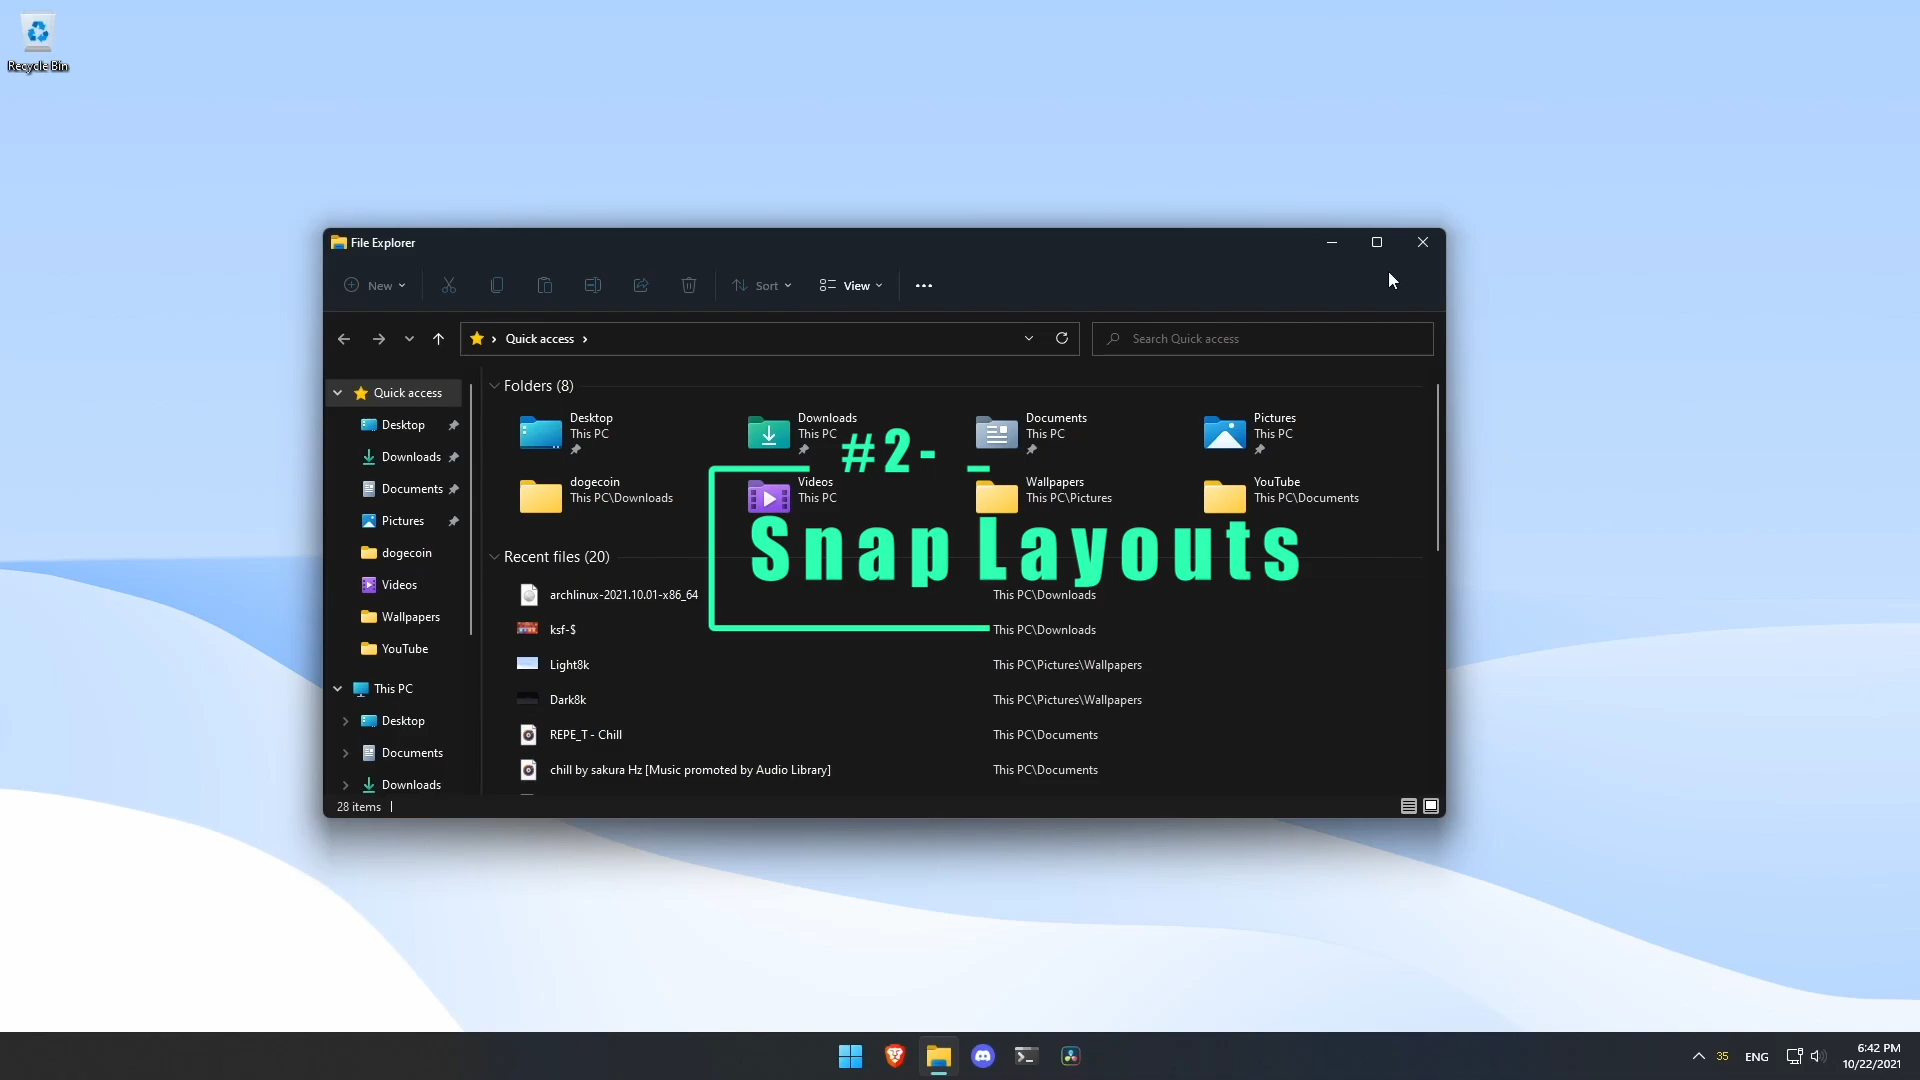 Recycle Bin
File Explorer
New
Sort
View
Quick access
Search Quick access
Quick access
Desktop
Downloads
Documents
Pictures
dogecoin
Videos
Wallpapers
YouTube
This PC
Desktop
Documents
Downloads
Folders (8)
Desktop
This PC
Downloads
This PC
Documents
This PC
Pictures
This PC
dogecoin
This PC\Downloads
Videos
This PC
Wallpapers
This PC\Pictures
YouTube
This PC\Documents
#2- _
Snap Layouts
Recent files (20)
archlinux-2021.10.01-x86_64
This PC\Downloads
ksf-$
This PC\Downloads
Light8k
This PC\Pictures\Wallpapers
Dark8k
This PC\Pictures\Wallpapers
REPE_T - Chill
This PC\Documents
chill by sakura Hz [Music promoted by Audio Library]
This PC\Documents
28 items
35
ENG
6:42 PM
10/22/2021